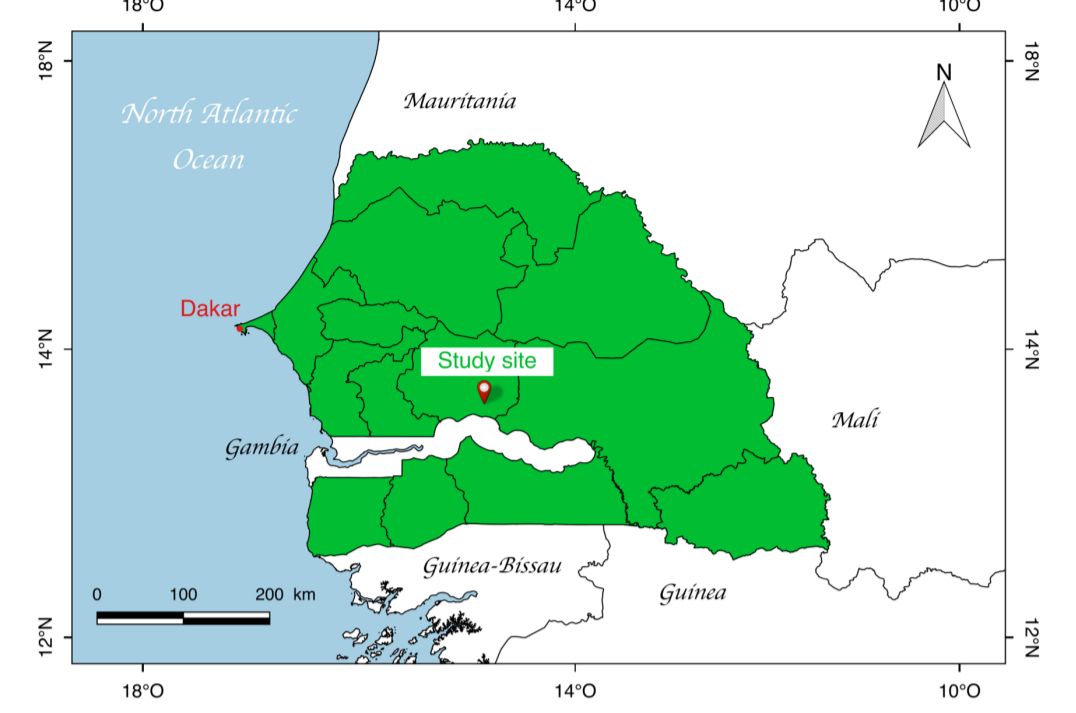 18°O 14°O 10°O
18°N 18°N
N
Mauritania
North Atlantic
Ocean
Dakar
14°N 14°N
Study site
Mali
Gambia
Guinea-Bissau
Guinea
0 100 200 km
12°N 12°N
18°O 14°O 10°O